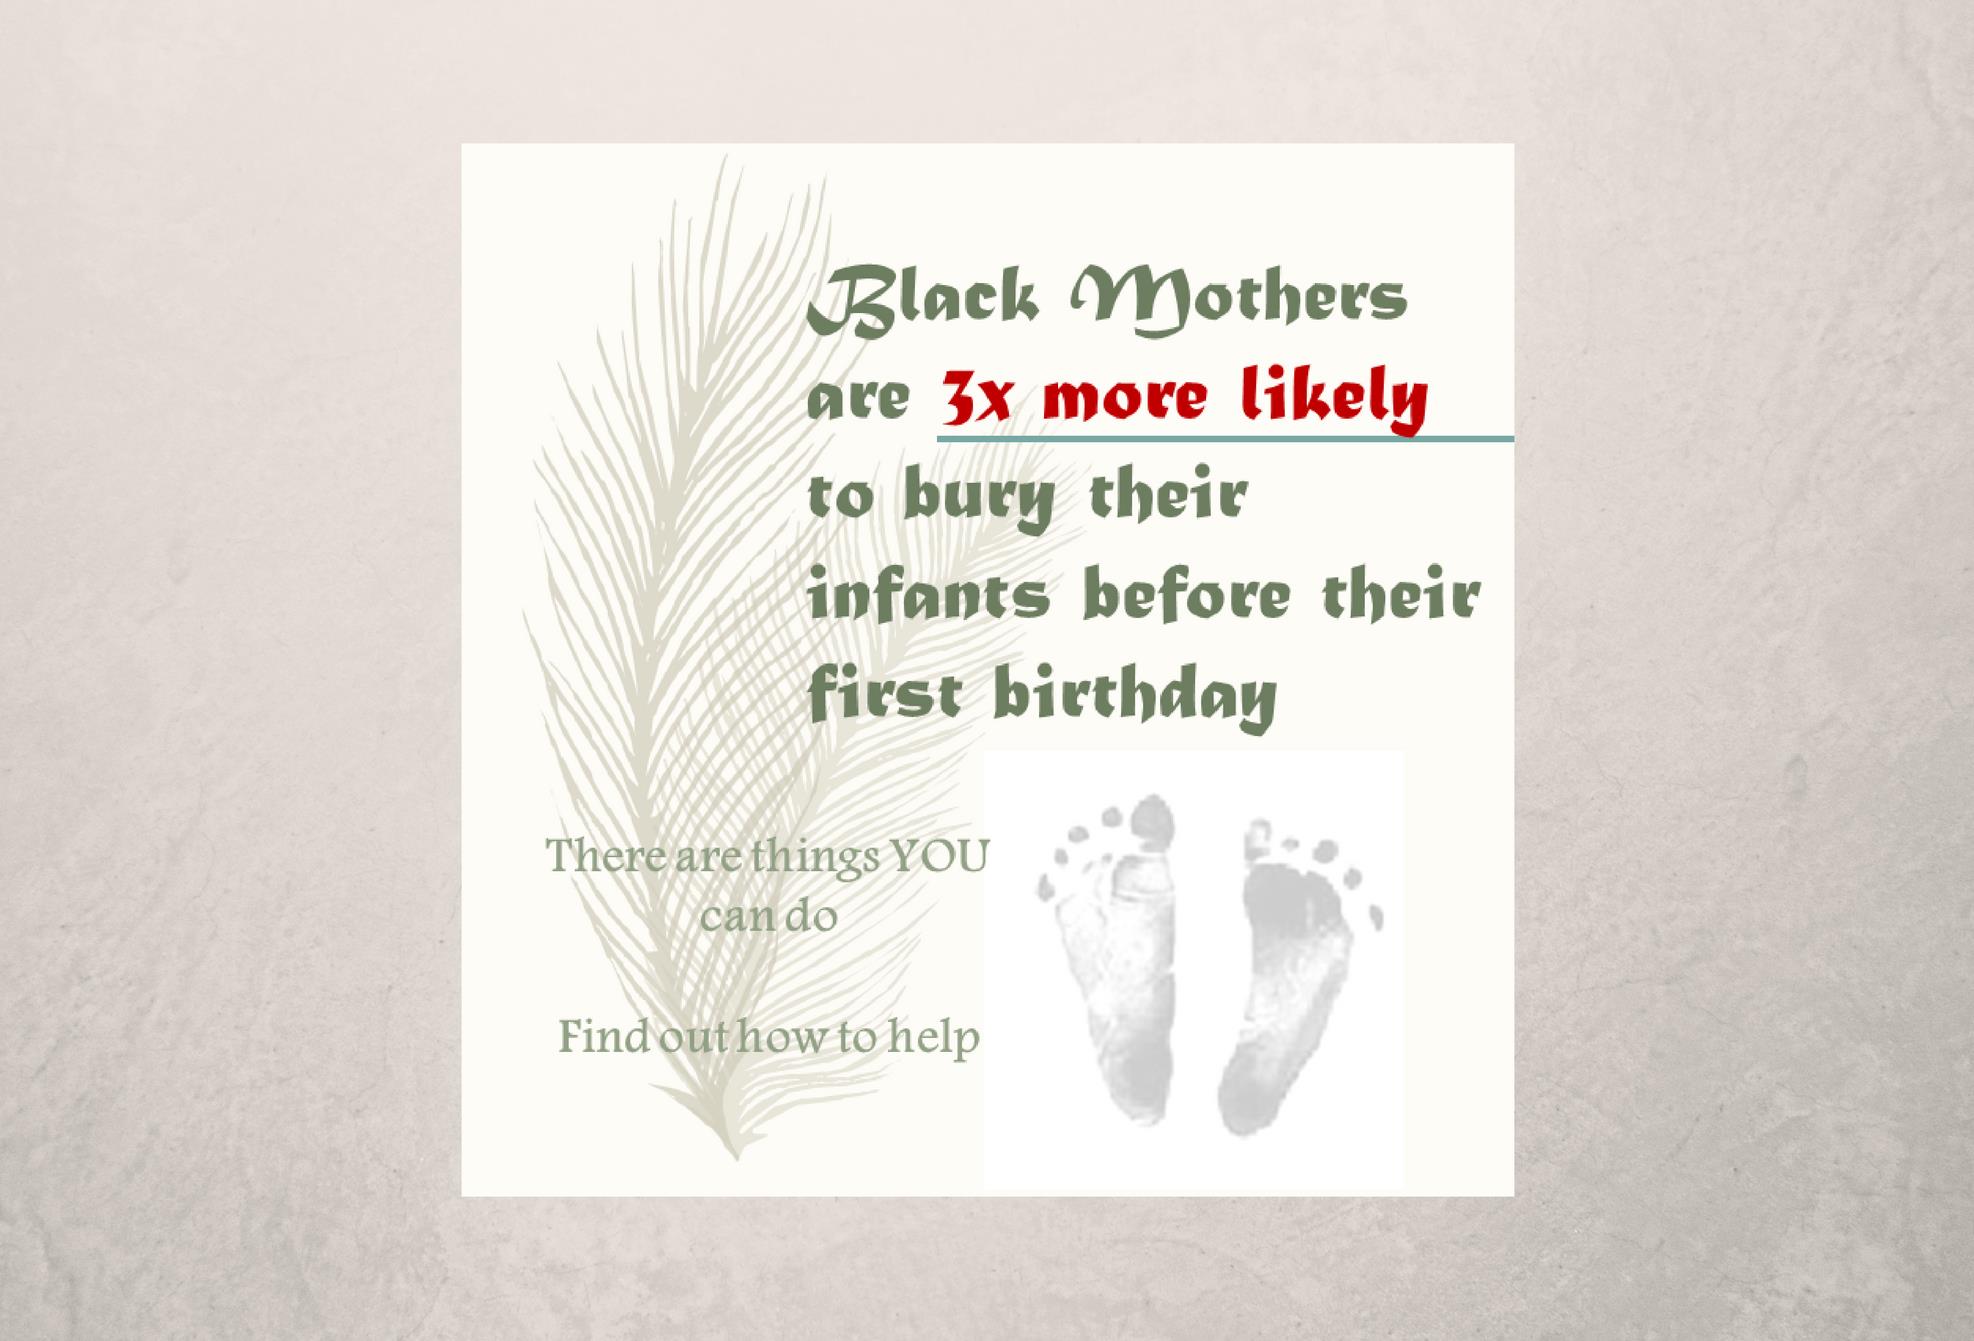 Black Mothers
are 3x more likely
to bury their
infants before their
first birthday
There are things YOU
can do
Find out how to help